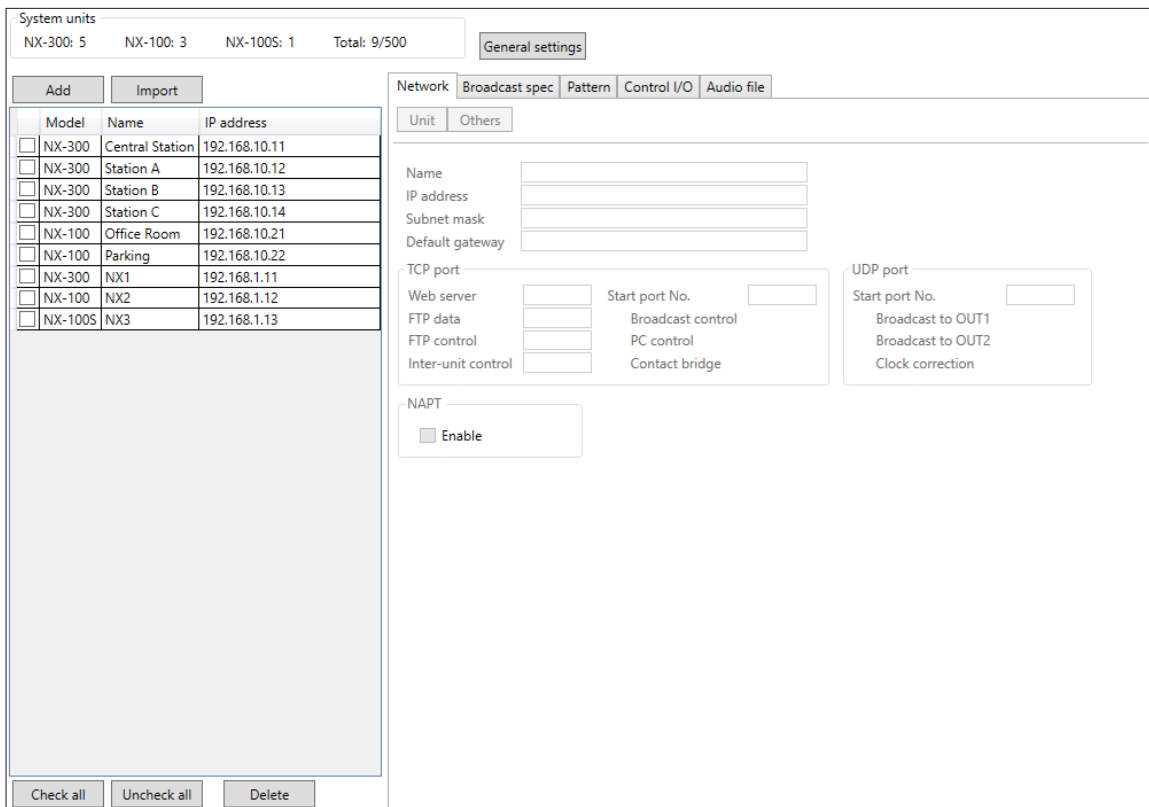 System units
NX-300: 5 NX-100: 3 NX-100S: 1 Total: 9/500
General settings
Add Import
Model Name IP address
NX-300 Central Station 192.168.10.11
NX-300 Station A 192.168.10.12
NX-300 Station B 192.168.10.13
NX-300 Station C 192.168.10.14
NX-100 Office Room 192.168.10.21
NX-100 Parking 192.168.10.22
NX-300 NX1 192.168.1.11
NX-100 NX2 192.168.1.12
NX-100S NX3 192.168.1.13
Check all Uncheck all Delete
Network Broadcast spec Pattern Control I/O Audio file
Unit Others
Name
IP address
Subnet mask
Default gateway
TCP port
Web server Start port No.
FTP data Broadcast control
FTP control PC control
Inter-unit control Contact bridge
UDP port
Start port No.
Broadcast to OUT1
Broadcast to OUT2
Clock correction
NAPT
Enable